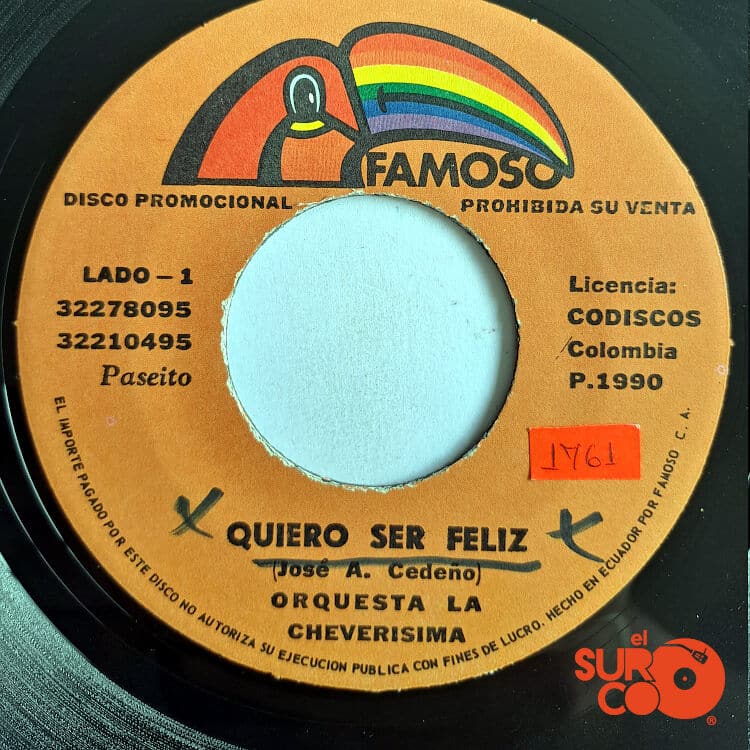 FAMOSO
DISCO PROMOCIONAL
PROHIBIDA SU VENTA
LADO - 1
32278095
32210495
Paseito
Licencia:
CODISCOS
Colombia
P.1990
1761
QUIERO SER FELIZ
(José A. Cedeño)
ORQUESTA LA
CHEVERISIMA
EL IMPORTE PAGADO POR ESTE DISCO NO AUTORIZA SU EJECUCION PUBLICA CON FINES DE LUCRO. HECHO EN ECUADOR POR FAMOSO C. A.
el
SURCO
®